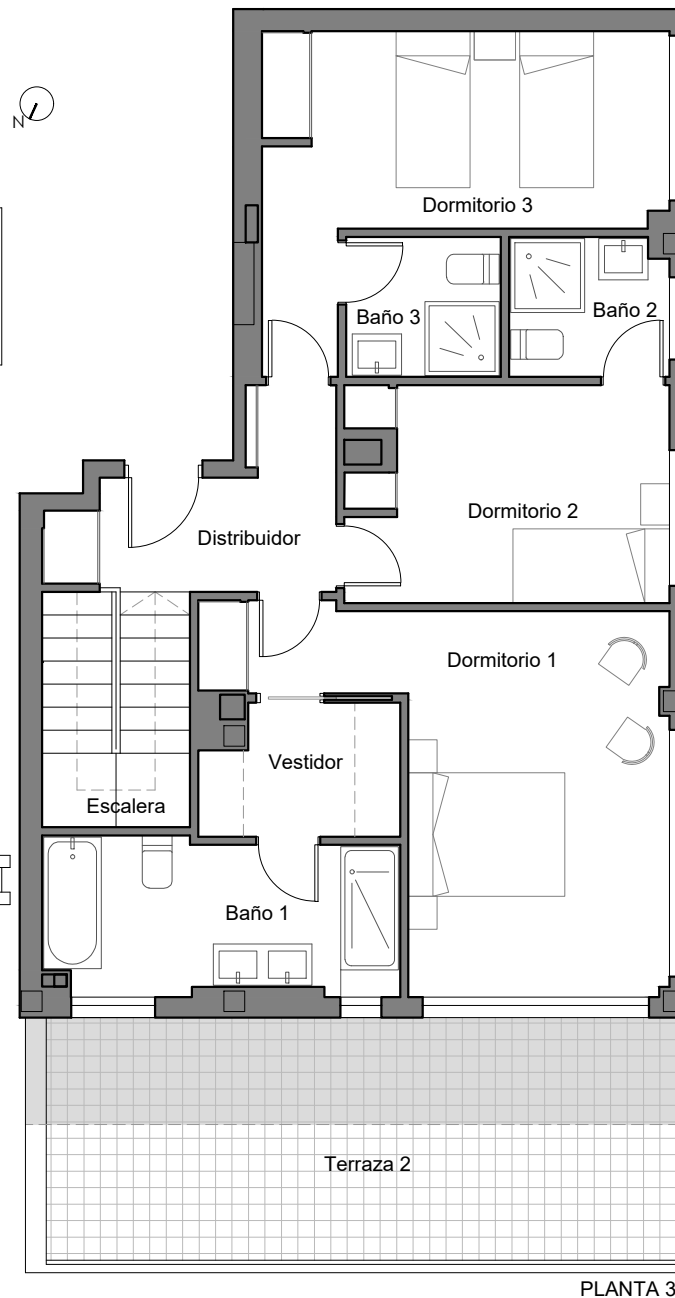 N
Dormitorio 3
Baño 3
Baño 2
Dormitorio 2
Distribuidor
Dormitorio 1
Vestidor
Escalera
Baño 1
Terraza 2
PLANTA 3